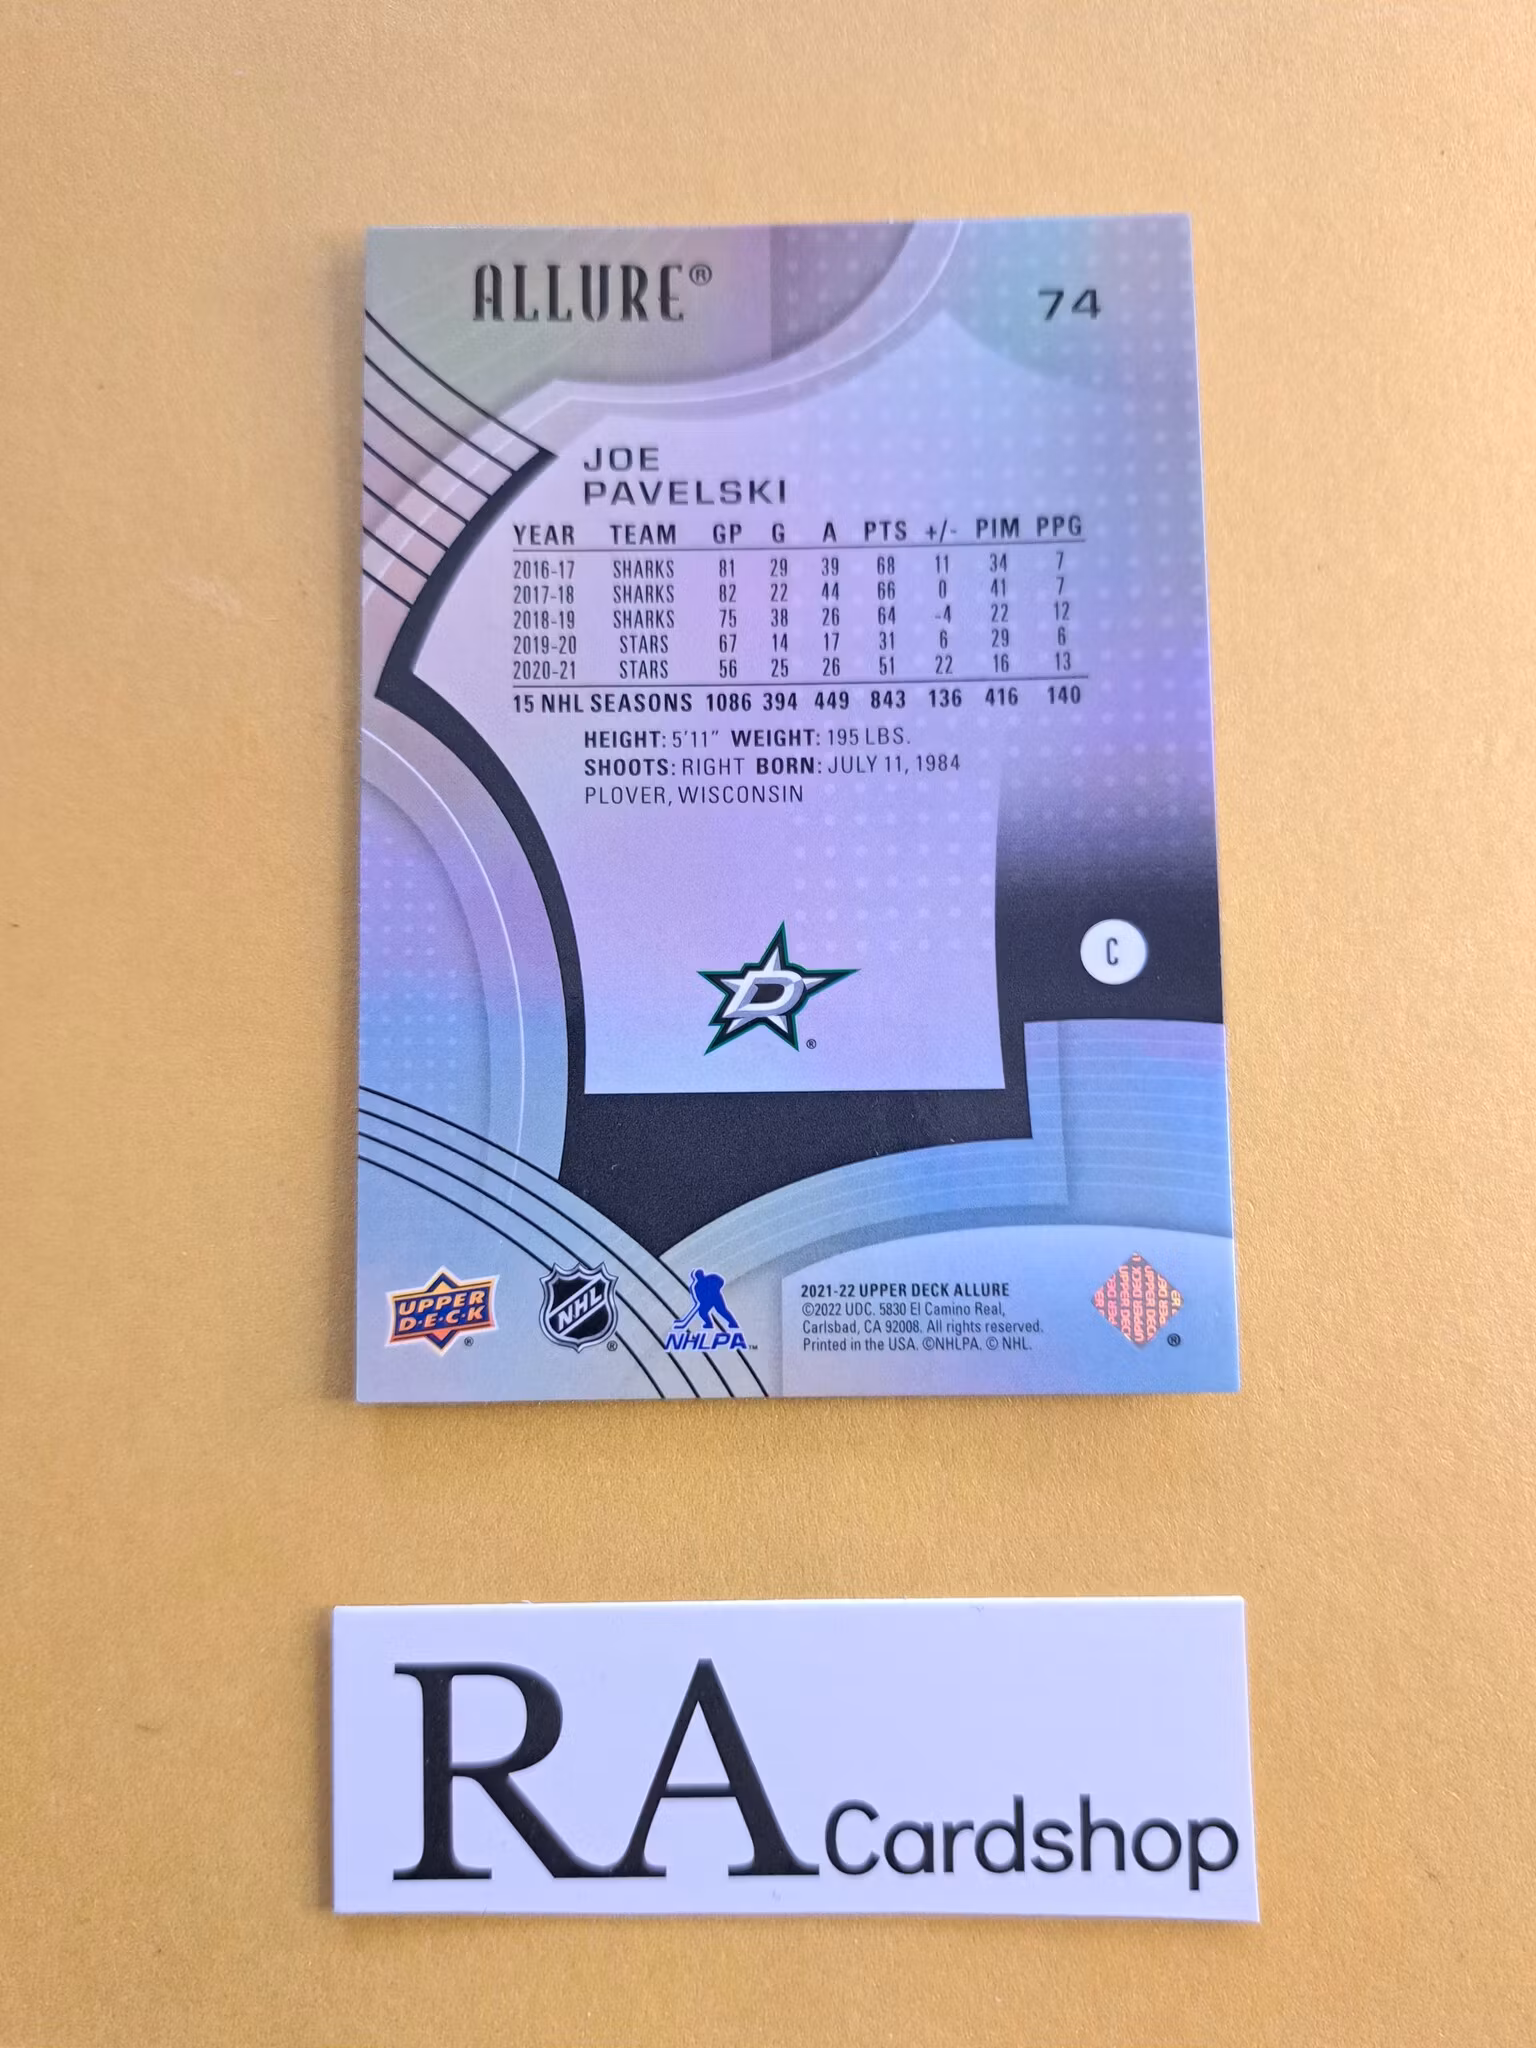 ALLURE®
74
JOE
PAVELSKI
YEAR TEAM GP G A PTS +/- PIM PPG
2016-17 SHARKS 81 29 39 68 11 34 7
2017-18 SHARKS 82 22 44 66 0 41 7
2018-19 SHARKS 75 38 26 64 -4 22 12
2019-20 STARS 67 14 17 31 6 29 6
2020-21 STARS 56 25 26 51 22 16 13
15 NHL SEASONS 1086 394 449 843 136 416 140
HEIGHT: 5'11" WEIGHT: 195 LBS.
SHOOTS: RIGHT BORN: JULY 11, 1984
PLOVER, WISCONSIN
C
D ®
UPPER
D·E·C·K ®
NHL ®
NHLPA™
2021-22 UPPER DECK ALLURE
©2022 UDC. 5830 El Camino Real,
Carlsbad, CA 92008. All rights reserved.
Printed in the USA. ©NHLPA. © NHL.
UPPER DECK
®
RA Cardshop